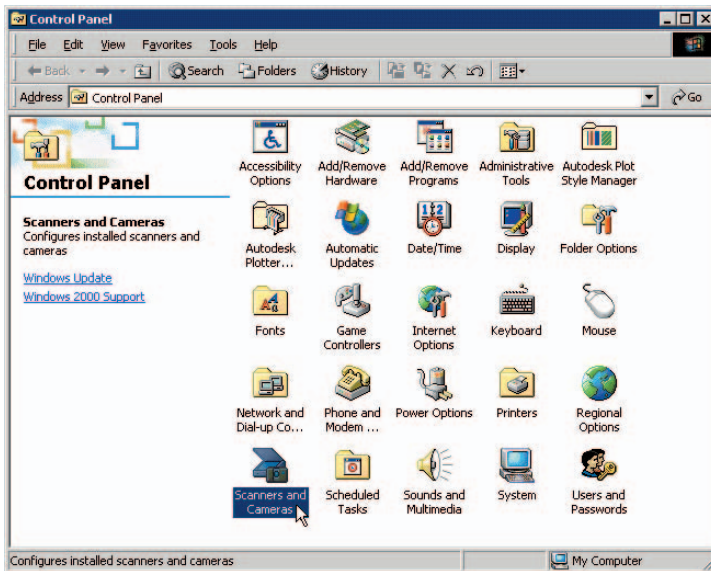 Control Panel
File Edit View Favorites Tools Help
Back Search Folders History
Address Control Panel Go
Control Panel
Scanners and Cameras
Configures installed scanners and
cameras
Windows Update
Windows 2000 Support
Accessibility
Options
Add/Remove
Hardware
Add/Remove
Programs
Administrative
Tools
Autodesk Plot
Style Manager
Autodesk
Plotter...
Automatic
Updates
Date/Time
Display
Folder Options
Fonts
Game
Controllers
Internet
Options
Keyboard
Mouse
Network and
Dial-up Co...
Phone and
Modem ...
Power Options
Printers
Regional
Options
Scanners and
Cameras
Scheduled
Tasks
Sounds and
Multimedia
System
Users and
Passwords
Configures installed scanners and cameras
My Computer